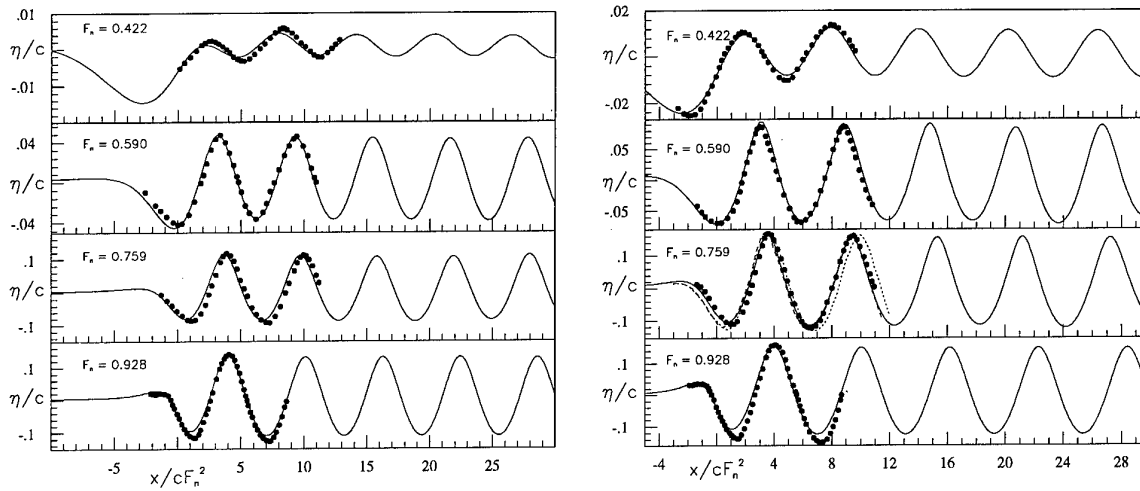 .01
F_n = 0.422
η/c
-.01
.04
F_n = 0.590
η/c
-.04
.1
F_n = 0.759
η/c
-.1
.1
F_n = 0.928
η/c
-.1
-5 5 10 15 20 25
x/cF_n^2
.02
F_n = 0.422
η/c
-.02
.05
F_n = 0.590
η/c
-.05
.1
F_n = 0.759
η/c
-.1
.1
F_n = 0.928
η/c
-.1
-4 4 8 12 16 20 24 28
x/cF_n^2